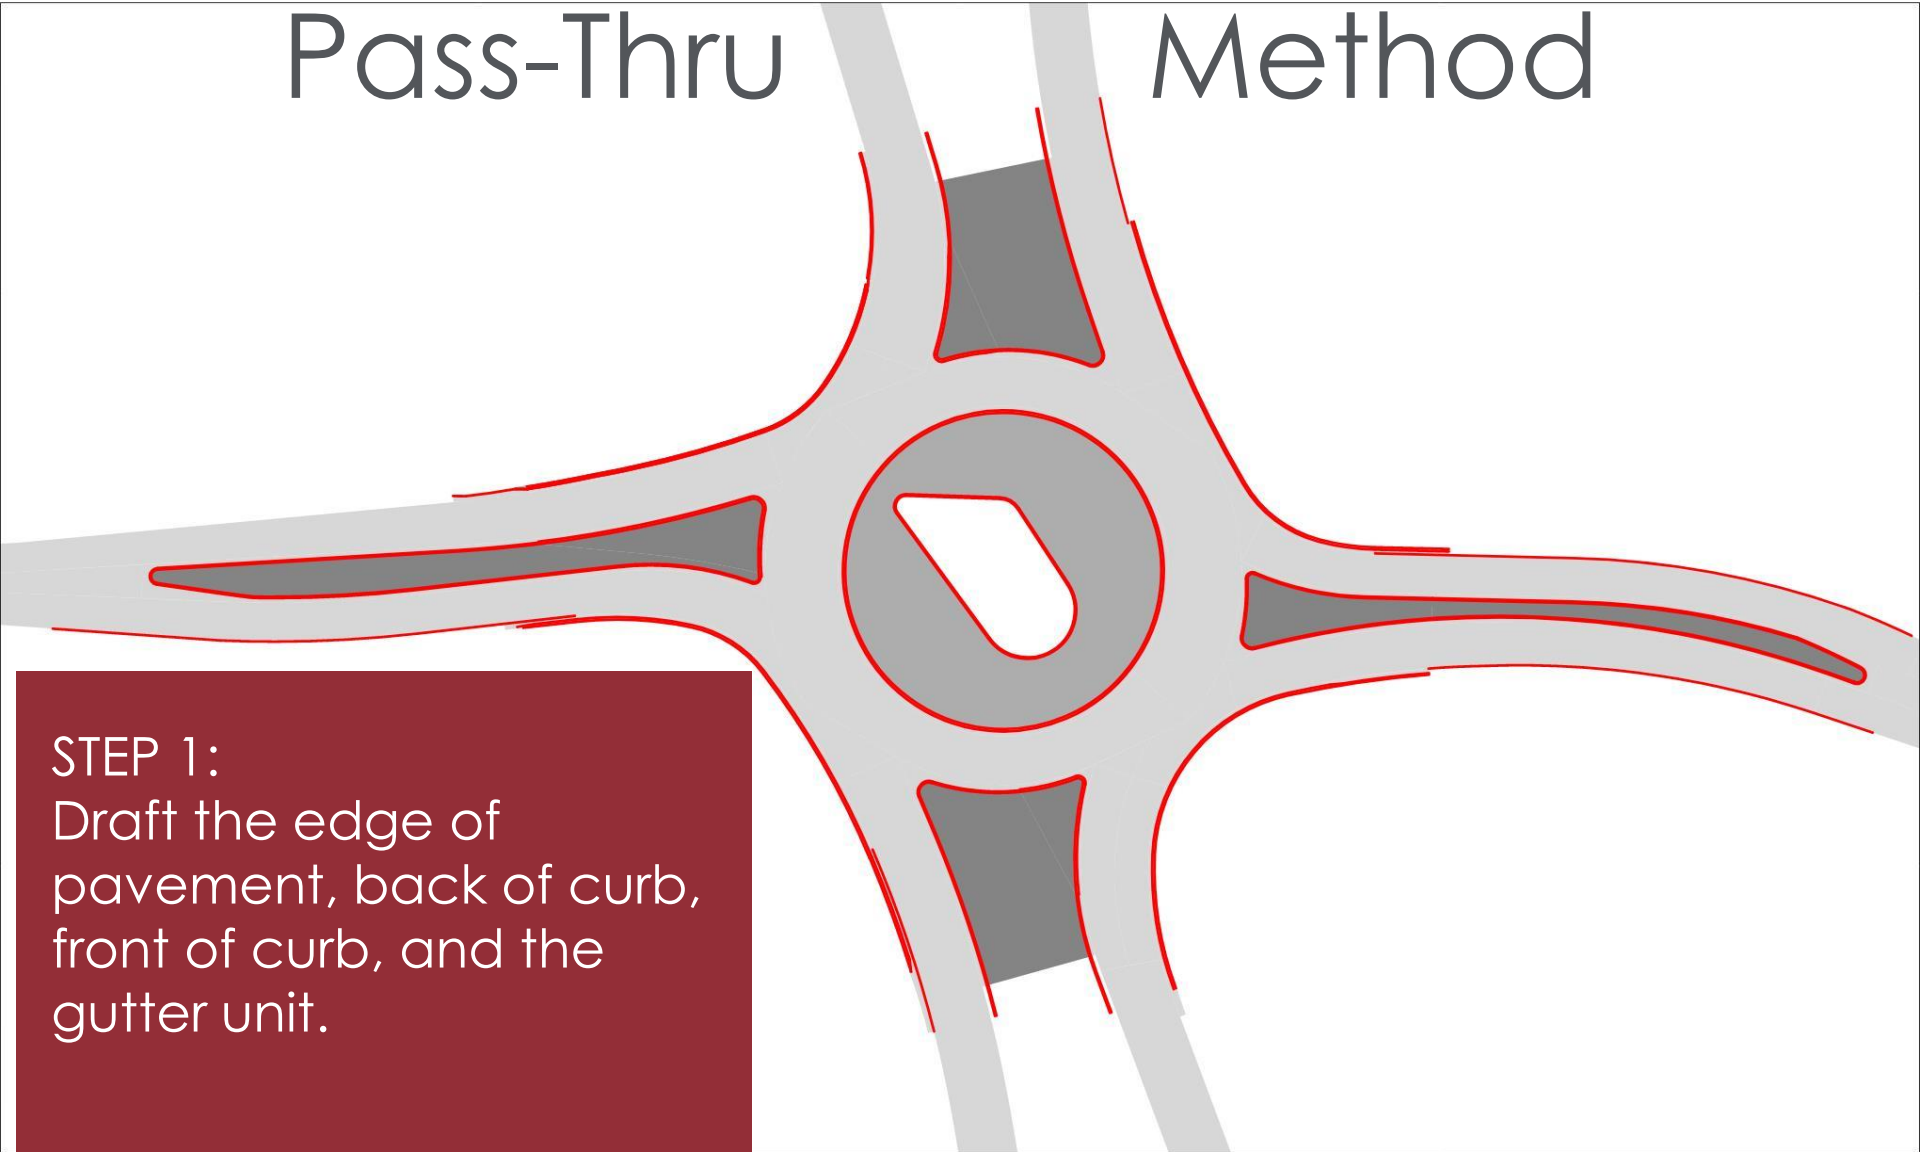 Pass-Thru Method
STEP 1:
Draft the edge of
pavement, back of curb,
front of curb, and the
gutter unit.